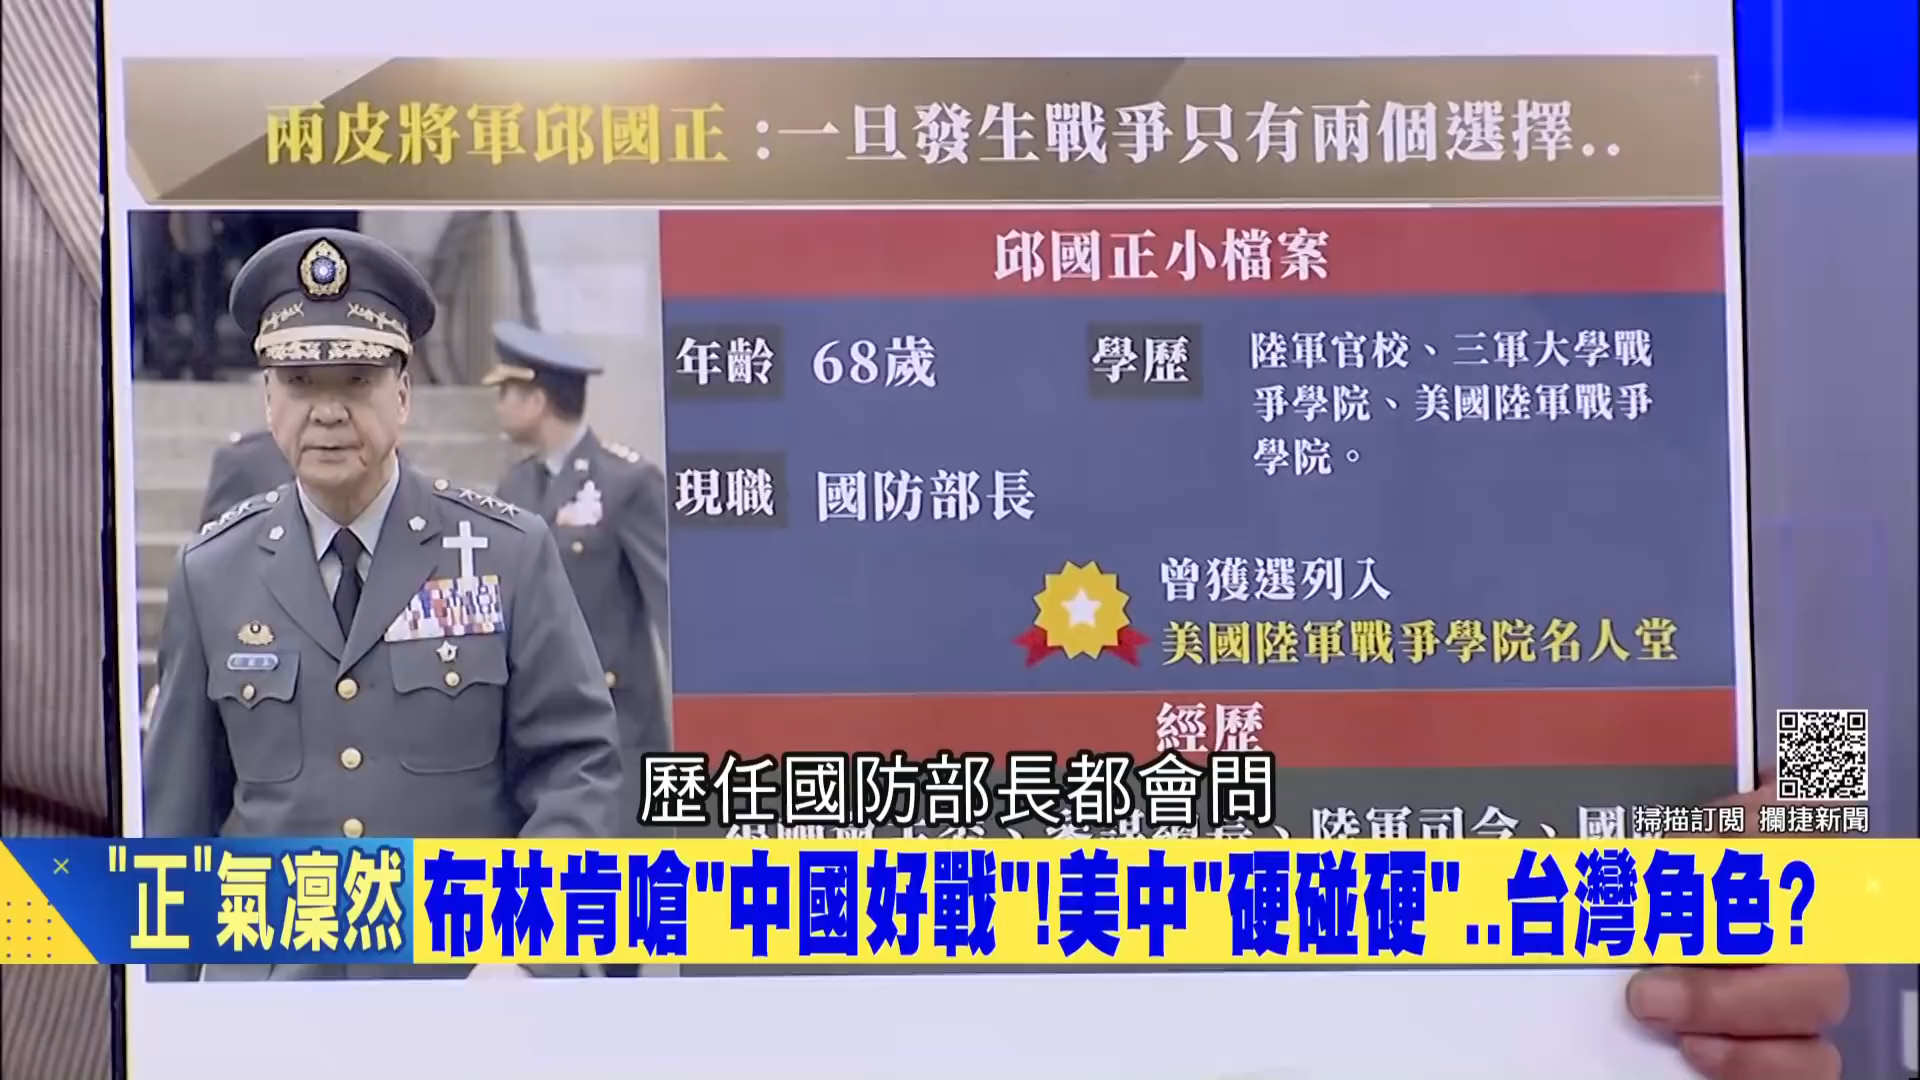 兩皮將軍邱國正:一旦發生戰爭只有兩個選擇..
邱國正小檔案
年齡 68歲
學歷 陸軍官校、三軍大學戰
爭學院、美國陸軍戰爭
學院。
現職 國防部長
曾獲選列入
美國陸軍戰爭學院名人堂
經歷
歷任國防部長都會問
、陸軍司令、國
掃描訂閱 攔捷新聞
"正"氣凜然
布林肯嗆"中國好戰"!美中"硬碰硬"..台灣角色?